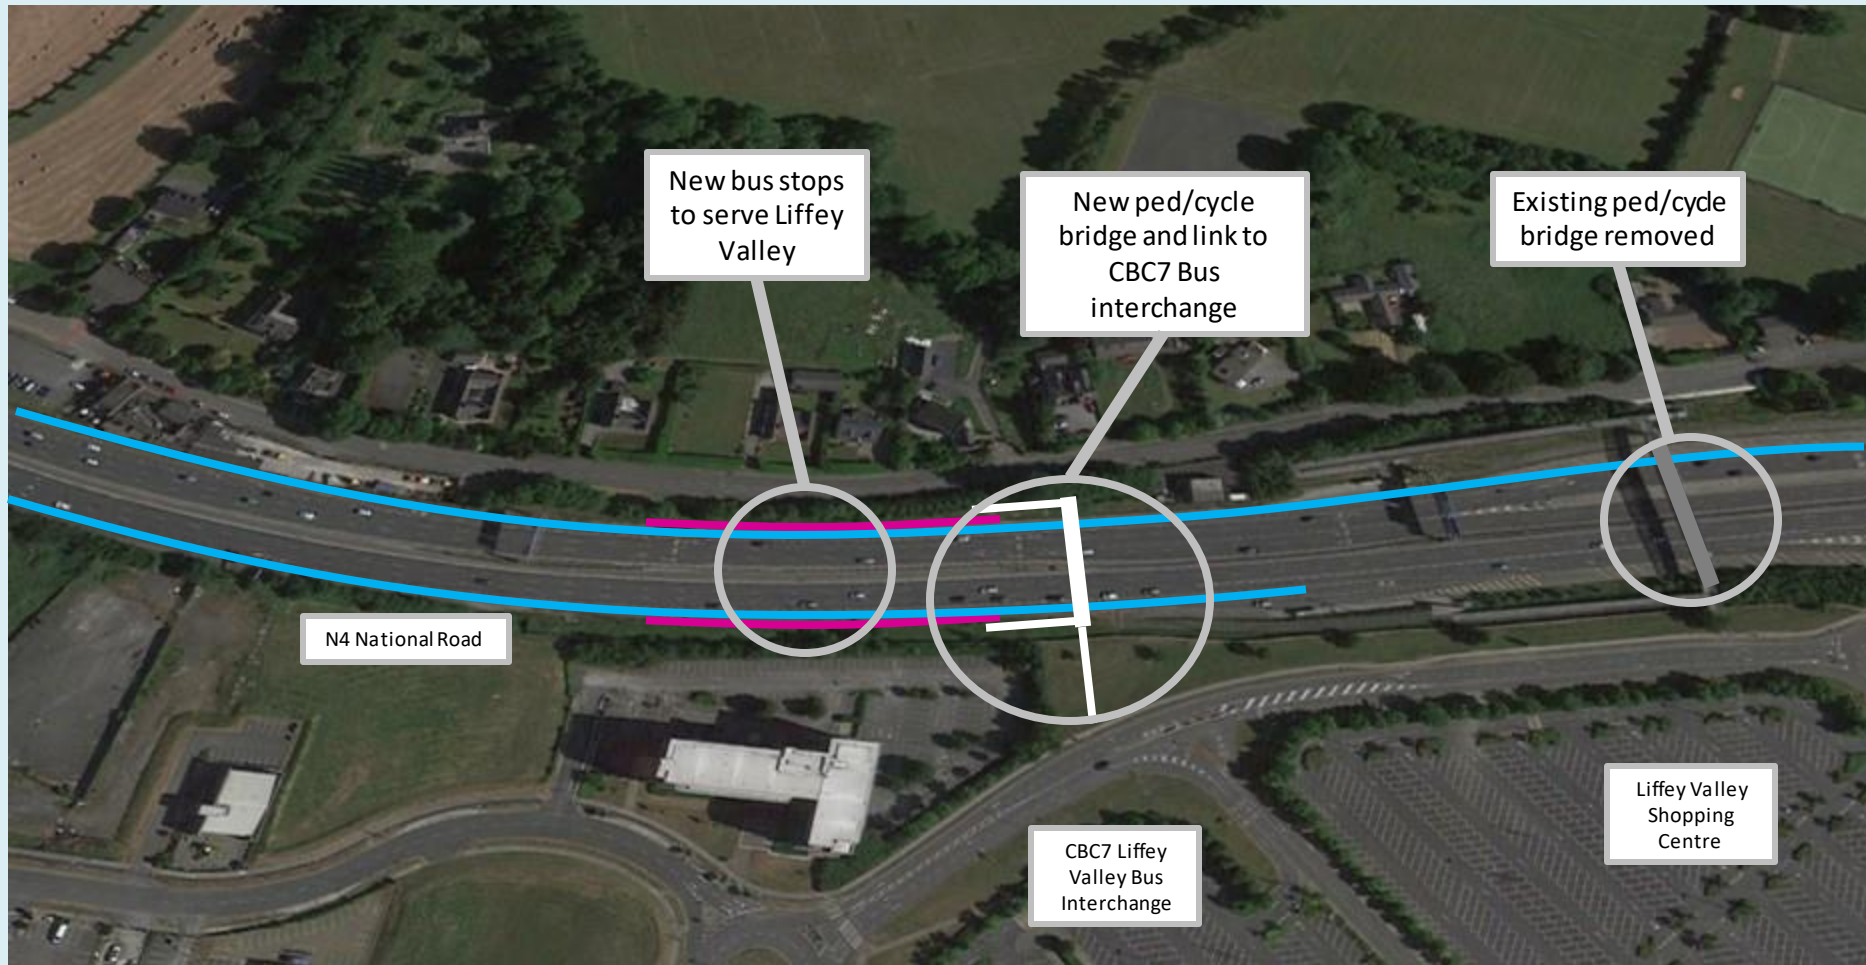 New bus stops
to serve Liffey
Valley
New ped/cycle
bridge and link to
CBC7 Bus
interchange
Existing ped/cycle
bridge removed
N4 National Road
Liffey Valley
Shopping
Centre
CBC7 Liffey
Valley Bus
Interchange